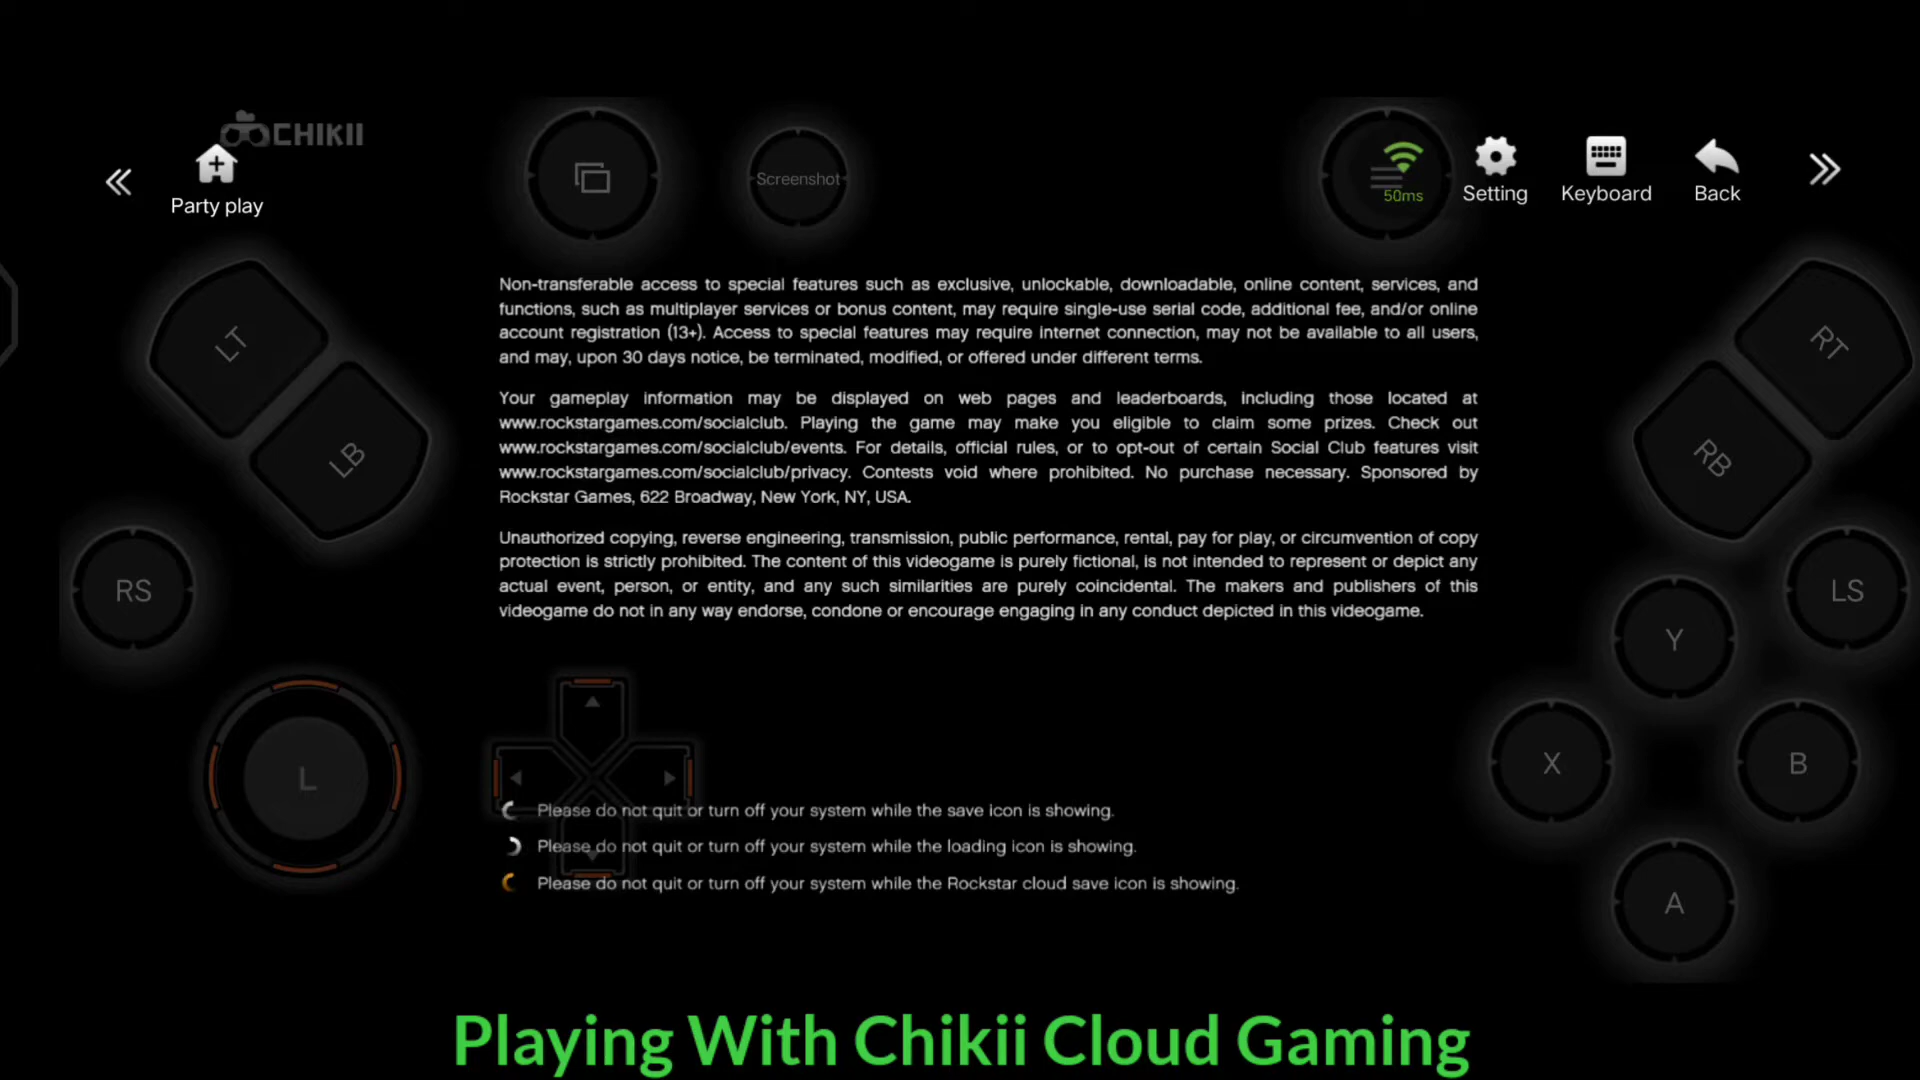 CHIKII
Party play
Screenshot
50ms
Setting
Keyboard
Back
LT
LB
RS
L
RT
RB
LS
Y
X
B
A
Non-transferable access to special features such as exclusive, unlockable, downloadable, online content, services, and
functions, such as multiplayer services or bonus content, may require single-use serial code, additional fee, and/or online
account registration (13+). Access to special features may require internet connection, may not be available to all users,
and may, upon 30 days notice, be terminated, modified, or offered under different terms.
Your gameplay information may be displayed on web pages and leaderboards, including those located at
www.rockstargames.com/socialclub. Playing the game may make you eligible to claim some prizes. Check out
www.rockstargames.com/socialclub/events. For details, official rules, or to opt-out of certain Social Club features visit
www.rockstargames.com/socialclub/privacy. Contests void where prohibited. No purchase necessary. Sponsored by
Rockstar Games, 622 Broadway, New York, NY, USA.
Unauthorized copying, reverse engineering, transmission, public performance, rental, pay for play, or circumvention of copy
protection is strictly prohibited. The content of this videogame is purely fictional, is not intended to represent or depict any
actual event, person, or entity, and any such similarities are purely coincidental. The makers and publishers of this
videogame do not in any way endorse, condone or encourage engaging in any conduct depicted in this videogame.
Please do not quit or turn off your system while the save icon is showing.
Please do not quit or turn off your system while the loading icon is showing.
Please do not quit or turn off your system while the Rockstar cloud save icon is showing.
Playing With Chikii Cloud Gaming